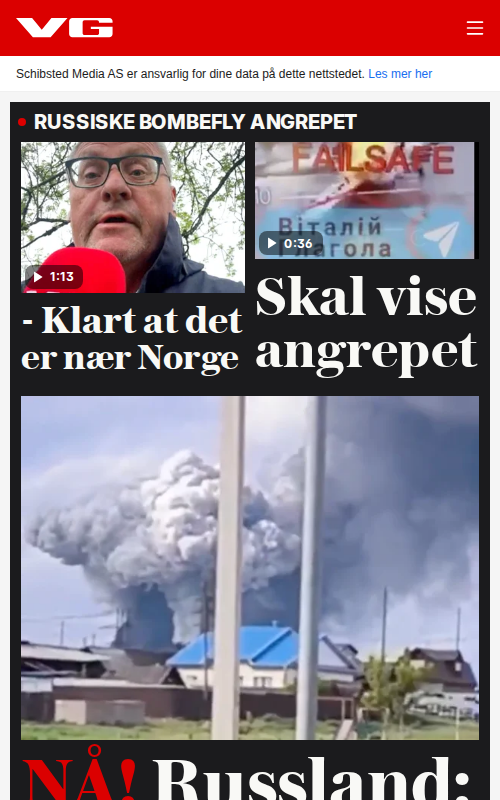 VG
Schibsted Media AS er ansvarlig for dine data på dette nettstedet. Les mer her
RUSSISKE BOMBEFLY ANGREPET
1:13
- Klart at det
er nær Norge
FAILSAFE
Віталій
Глагола
0:36
Skal vise
angrepet
NÅ! Russland: